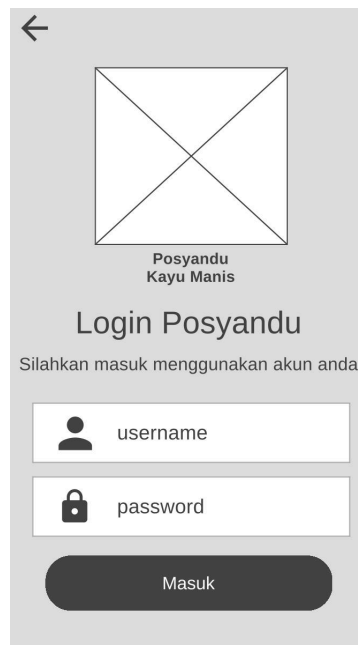 Posyandu
Kayu Manis
Login Posyandu
Silahkan masuk menggunakan akun anda
username
password
Masuk